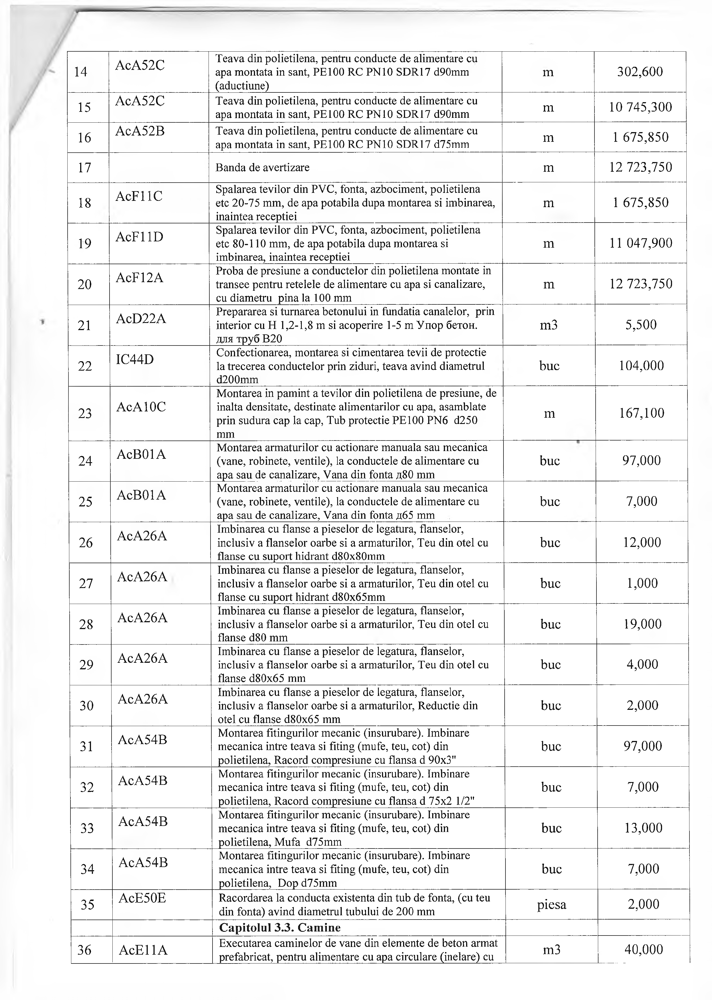 14 AcA52C Teava din polietilena, pentru conducte de alimentare cu
apa montata in sant, PE100 RC PN10 SDR17 d90mm m 302,600
(aductiune)
15 AcA52C Teava din polietilena, pentru conducte de alimentare cu
apa montata in sant, PE100 RC PN10 SDR17 d90mm m 10 745,300
16 AcA52B Teava din polietilena, pentru conducte de alimentare cu
apa montata in sant, PE100 RC PN10 SDR17 d75mm m 1 675,850
17 Banda de avertizare m 12 723,750
18 AcF11C Spalarea tevilor din PVC, fonta, azbociment, polietilena
etc 20-75 mm, de apa potabila dupa montarea si imbinarea, m 1 675,850
inaintea receptiei
19 AcF11D Spalarea tevilor din PVC, fonta, azbociment, polietilena
etc 80-110 mm, de apa potabila dupa montarea si m 11 047,900
imbinarea, inaintea receptiei
20 AcF12A Proba de presiune a conductelor din polietilena montate in
transee pentru retelele de alimentare cu apa si canalizare, m 12 723,750
cu diametru pina la 100 mm
21 AcD22A Prepararea si turnarea betonului in fundatia canalelor, prin
interior cu H 1,2-1,8 m si acoperire 1-5 m Упор бетон. m3 5,500
для труб B20
22 IC44D Confectionarea, montarea si cimentarea tevii de protectie
la trecerea conductelor prin ziduri, teava avind diametrul buc 104,000
d200mm
23 AcA10C Montarea in pamint a tevilor din polietilena de presiune, de
inalta densitate, destinate alimentarilor cu apa, asamblate m 167,100
prin sudura cap la cap, Tub protectie PE100 PN6 d250
mm
24 AcB01A Montarea armaturilor cu actionare manuala sau mecanica
(vane, robinete, ventile), la conductele de alimentare cu buc 97,000
apa sau de canalizare, Vana din fonta д80 mm
25 AcB01A Montarea armaturilor cu actionare manuala sau mecanica
(vane, robinete, ventile), la conductele de alimentare cu buc 7,000
apa sau de canalizare, Vana din fonta д65 mm
26 AcA26A Imbinarea cu flanse a pieselor de legatura, flanselor,
inclusiv a flanselor oarbe si a armaturilor, Teu din otel cu buc 12,000
flanse cu suport hidrant d80x80mm
27 AcA26A Imbinarea cu flanse a pieselor de legatura, flanselor,
inclusiv a flanselor oarbe si a armaturilor, Teu din otel cu buc 1,000
flanse cu suport hidrant d80x65mm
28 AcA26A Imbinarea cu flanse a pieselor de legatura, flanselor,
inclusiv a flanselor oarbe si a armaturilor, Teu din otel cu buc 19,000
flanse d80 mm
29 AcA26A Imbinarea cu flanse a pieselor de legatura, flanselor,
inclusiv a flanselor oarbe si a armaturilor, Teu din otel cu buc 4,000
flanse d80x65 mm
30 AcA26A Imbinarea cu flanse a pieselor de legatura, flanselor,
inclusiv a flanselor oarbe si a armaturilor, Reductie din buc 2,000
otel cu flanse d80x65 mm
31 AcA54B Montarea fitingurilor mecanic (insurubare). Imbinare
mecanica intre teava si fiting (mufe, teu, cot) din buc 97,000
polietilena, Racord compresiune cu flansa d 90x3"
32 AcA54B Montarea fitingurilor mecanic (insurubare). Imbinare
mecanica intre teava si fiting (mufe, teu, cot) din buc 7,000
polietilena, Racord compresiune cu flansa d 75x2 1/2"
33 AcA54B Montarea fitingurilor mecanic (insurubare). Imbinare
mecanica intre teava si fiting (mufe, teu, cot) din buc 13,000
polietilena, Mufa d75mm
34 AcA54B Montarea fitingurilor mecanic (insurubare). Imbinare
mecanica intre teava si fiting (mufe, teu, cot) din buc 7,000
polietilena, Dop d75mm
35 AcE50E Racordarea la conducta existenta din tub de fonta, (cu teu
din fonta) avind diametrul tubului de 200 mm piesa 2,000
Capitolul 3.3. Camine
36 AcE11A Executarea caminelor de vane din elemente de beton armat
prefabricat, pentru alimentare cu apa circulare (inelare) cu m3 40,000